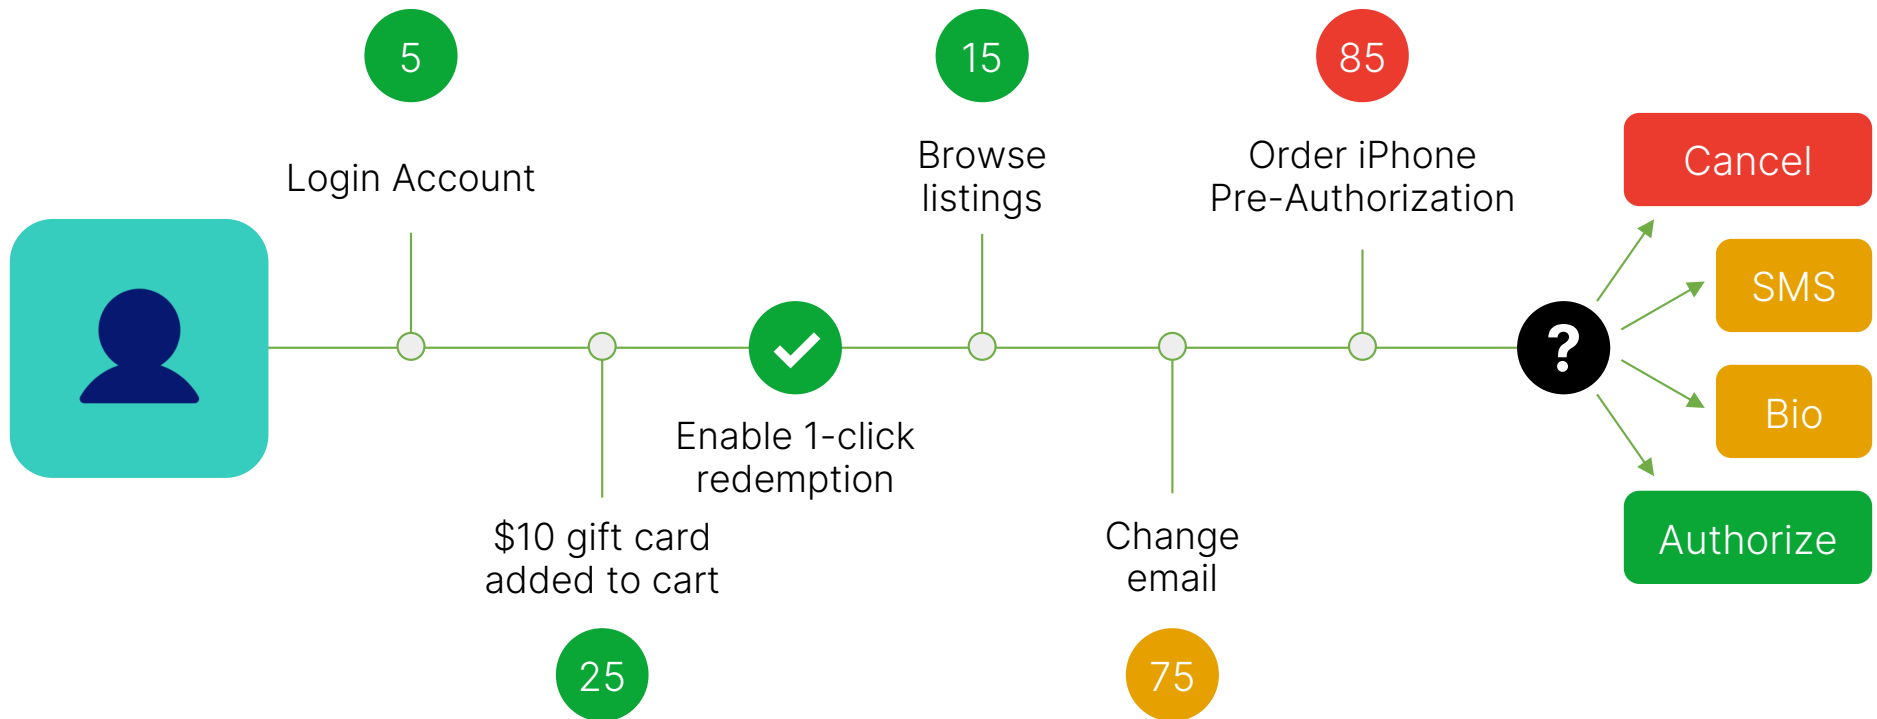 5
Login Account
$10 gift card
added to cart
25
Enable 1-click
redemption
15
Browse
listings
Change
email
75
85
Order iPhone
Pre-Authorization
?
Cancel
SMS
Bio
Authorize